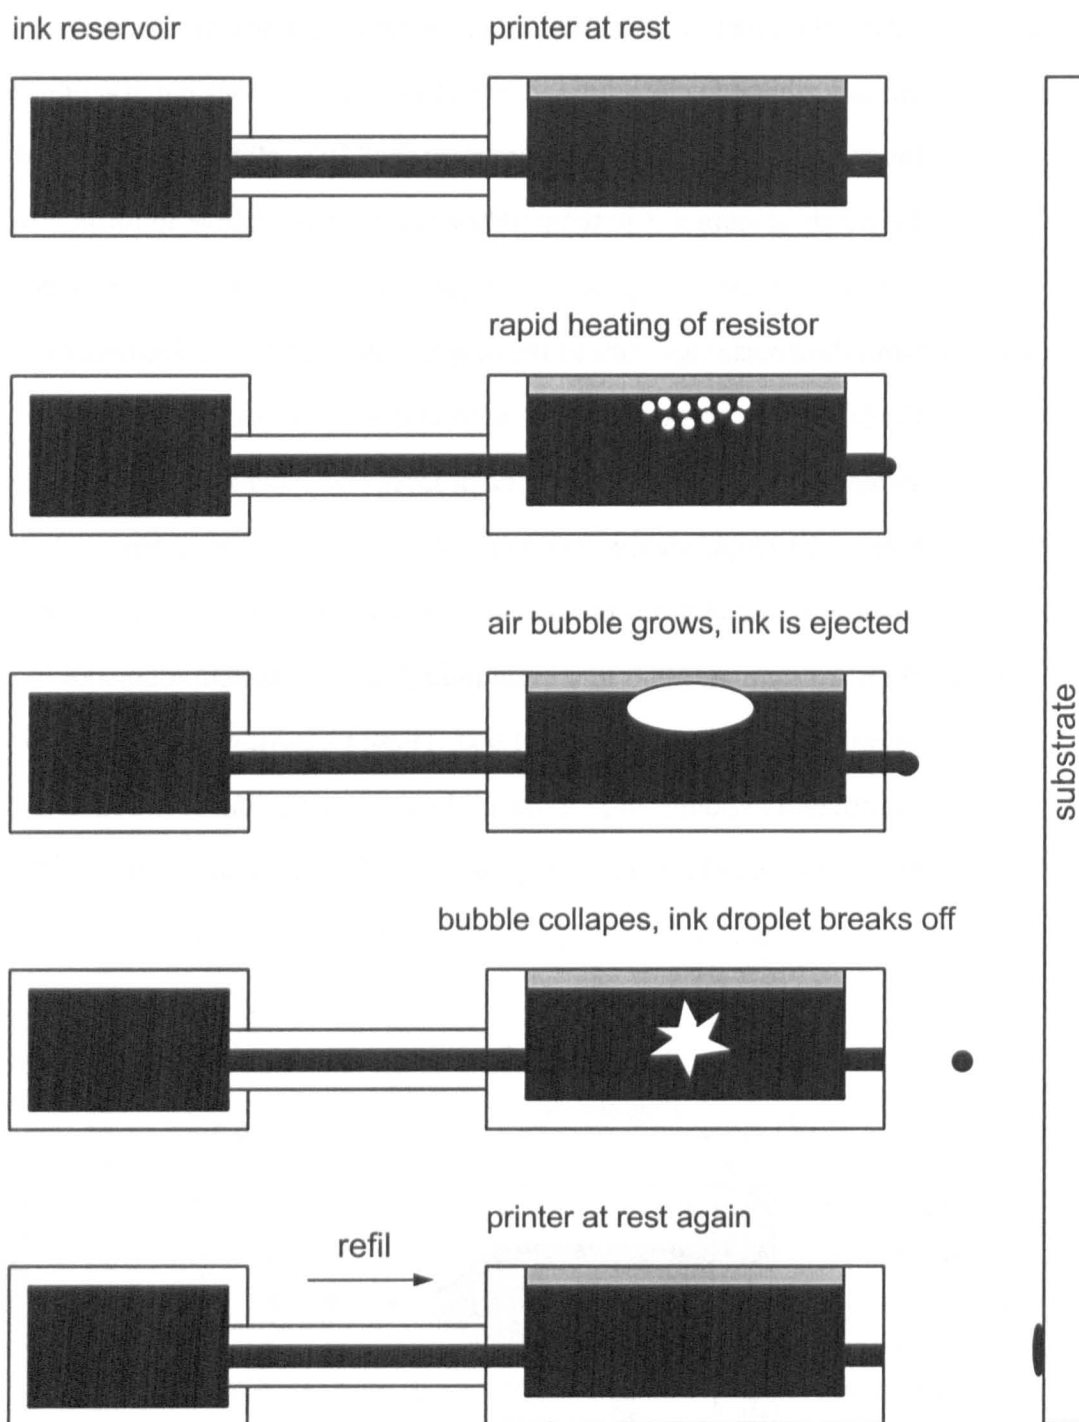 ink reservoir
printer at rest
rapid heating of resistor
air bubble grows, ink is ejected
substrate
bubble collapes, ink droplet breaks off
printer at rest again
refil